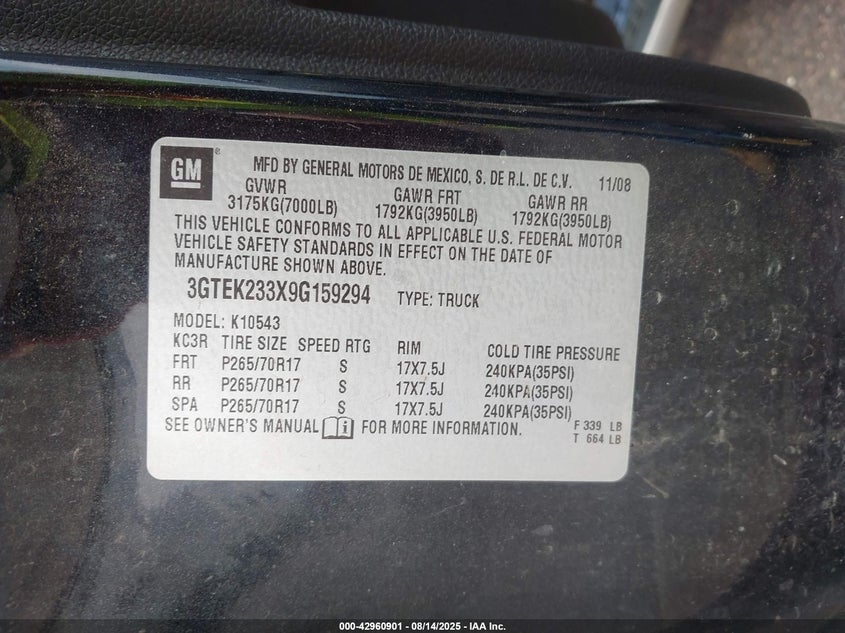 GM ® MFD BY GENERAL MOTORS DE MEXICO, S. DE R.L. DE C.V. 11/08
GVWR GAWR FRT GAWR RR
3175KG(7000LB) 1792KG(3950LB) 1792KG(3950LB)
THIS VEHICLE CONFORMS TO ALL APPLICABLE U.S. FEDERAL MOTOR
VEHICLE SAFETY STANDARDS IN EFFECT ON THE DATE OF
MANUFACTURE SHOWN ABOVE.
3GTEK233X9G159294 TYPE: TRUCK
MODEL: K10543
KC3R TIRE SIZE SPEED RTG RIM COLD TIRE PRESSURE
FRT P265/70R17 S 17X7.5J 240KPA(35PSI)
RR P265/70R17 S 17X7.5J 240KPA(35PSI)
SPA P265/70R17 S 17X7.5J 240KPA(35PSI)
SEE OWNER'S MANUAL i FOR MORE INFORMATION. F 339 LB
T 664 LB
000-42960901 - 08/14/2025 - IAA Inc.